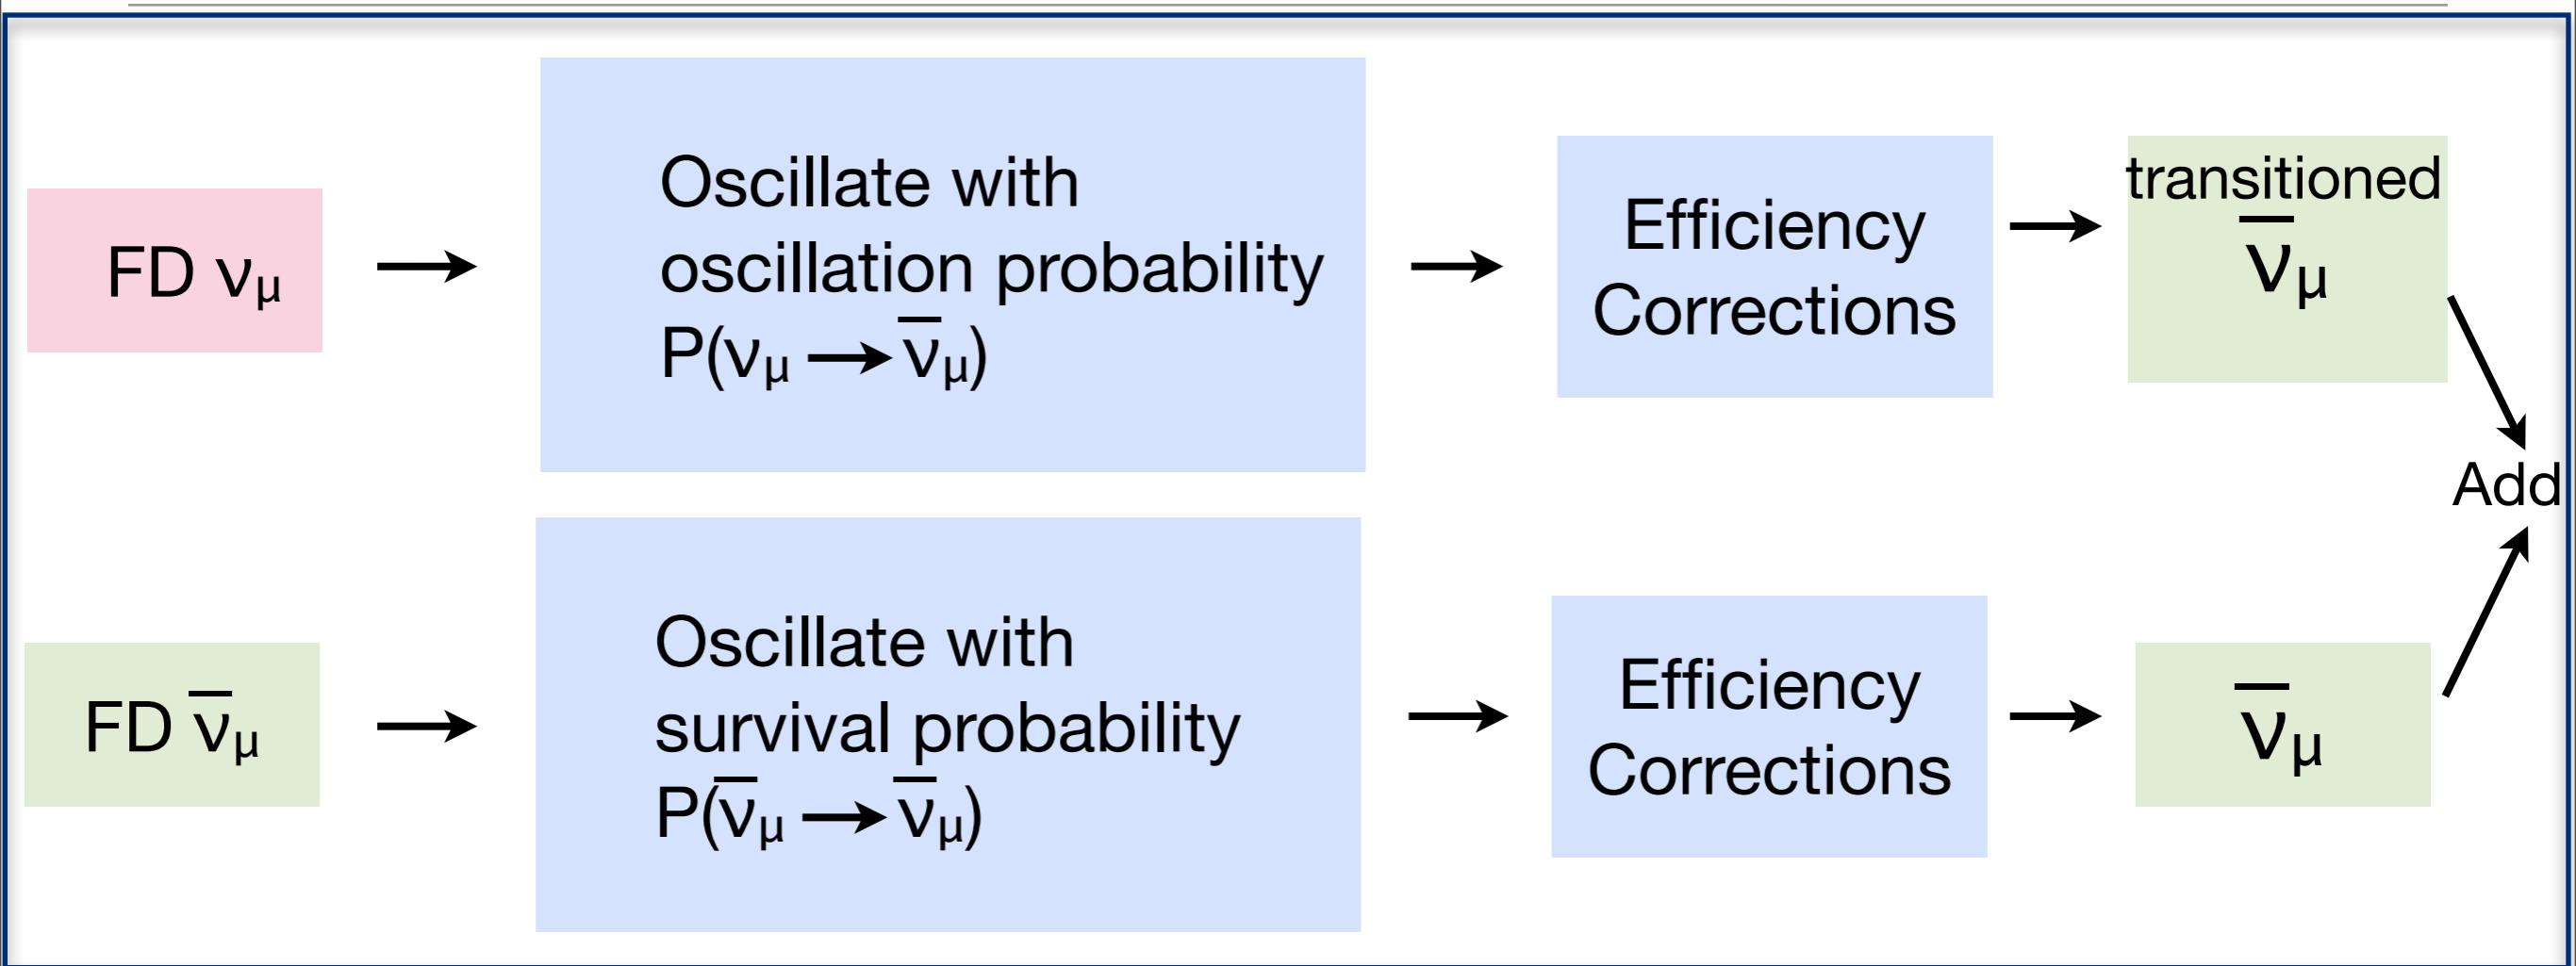 FD νμ
Oscillate with
oscillation probability
P(νμ → ν̅μ)
Efficiency
Corrections
transitioned
ν̅μ
Add
FD ν̅μ
Oscillate with
survival probability
P(ν̅μ → ν̅μ)
Efficiency
Corrections
ν̅μ